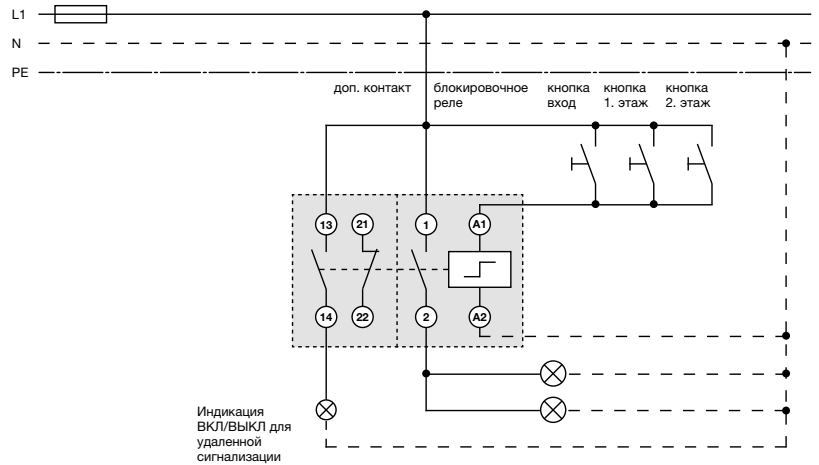 L1
N
PE
доп. контакт
блокировочное
реле
кнопка
вход
кнопка
1. этаж
кнопка
2. этаж
13
21
1
A1
14
22
2
A2
Индикация
ВКЛ/ВЫКЛ для
удаленной
сигнализации